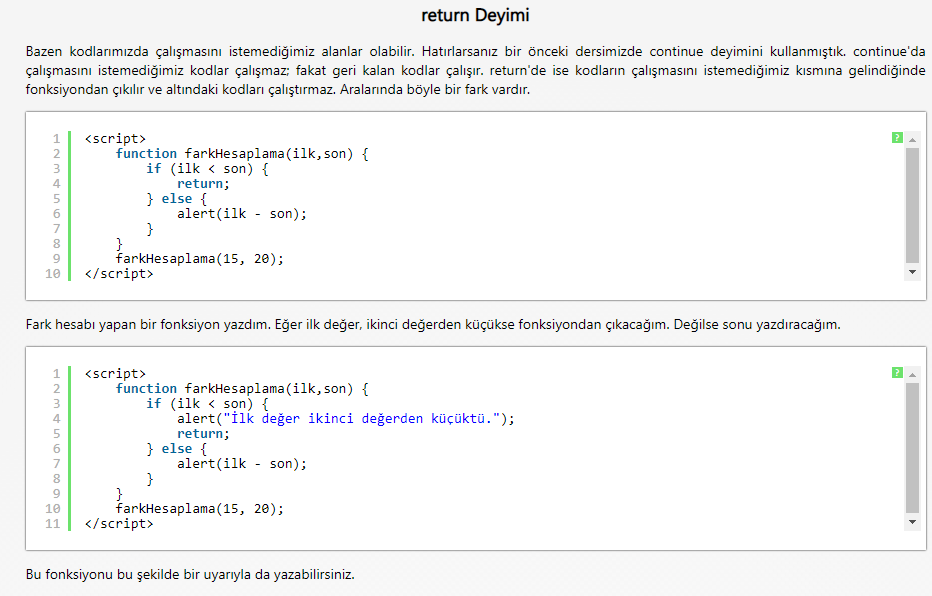 return Deyimi
Bazen kodlarımızda çalışmasını istemediğimiz alanlar olabilir. Hatırlarsanız bir önceki dersimizde continue deyimini kullanmıştık. continue'da
çalışmasını istemediğimiz kodlar çalışmaz; fakat geri kalan kodlar çalışır. return'de ise kodların çalışmasını istemediğimiz kısmına gelindiğinde
fonksiyondan çıkılır ve altındaki kodları çalıştırmaz. Aralarında böyle bir fark vardır.
?
1 <script>
2 function farkHesaplama(ilk,son) {
3 if (ilk < son) {
4 return;
5 } else {
6 alert(ilk - son);
7 }
8 }
9 farkHesaplama(15, 20);
10 </script>
Fark hesabı yapan bir fonksiyon yazdım. Eğer ilk değer, ikinci değerden küçükse fonksiyondan çıkacağım. Değilse sonu yazdıracağım.
?
1 <script>
2 function farkHesaplama(ilk,son) {
3 if (ilk < son) {
4 alert("İlk değer ikinci değerden küçüktü.");
5 return;
6 } else {
7 alert(ilk - son);
8 }
9 }
10 farkHesaplama(15, 20);
11 </script>
Bu fonksiyonu bu şekilde bir uyarıyla da yazabilirsiniz.